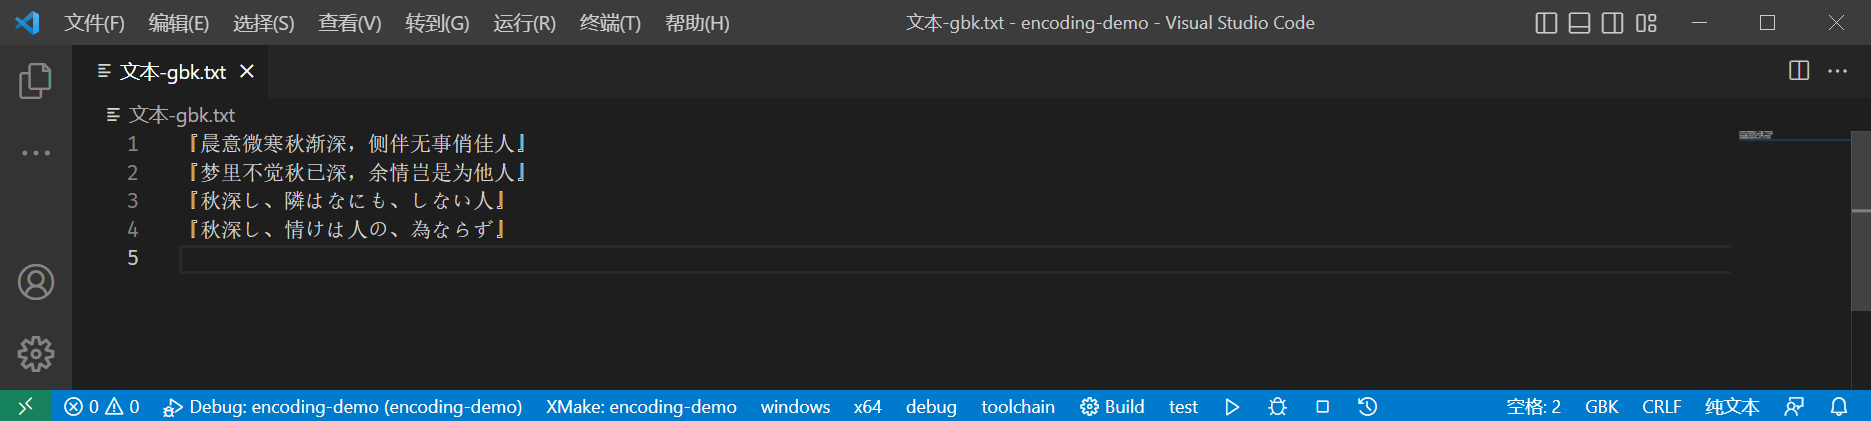 文件(F) 编辑(E) 选择(S) 查看(V) 转到(G) 运行(R) 终端(T) 帮助(H) 文本-gbk.txt - encoding-demo - Visual Studio Code
文本-gbk.txt
文本-gbk.txt
1 『晨意微寒秋渐深，侧伴无事俏佳人』
2 『梦里不觉秋已深，余情岂是为他人』
3 『秋深し、隣はなにも、しない人』
4 『秋深し、情けは人の、為ならず』
5
0 0 Debug: encoding-demo (encoding-demo) XMake: encoding-demo windows x64 debug toolchain Build test 空格: 2 GBK CRLF 纯文本